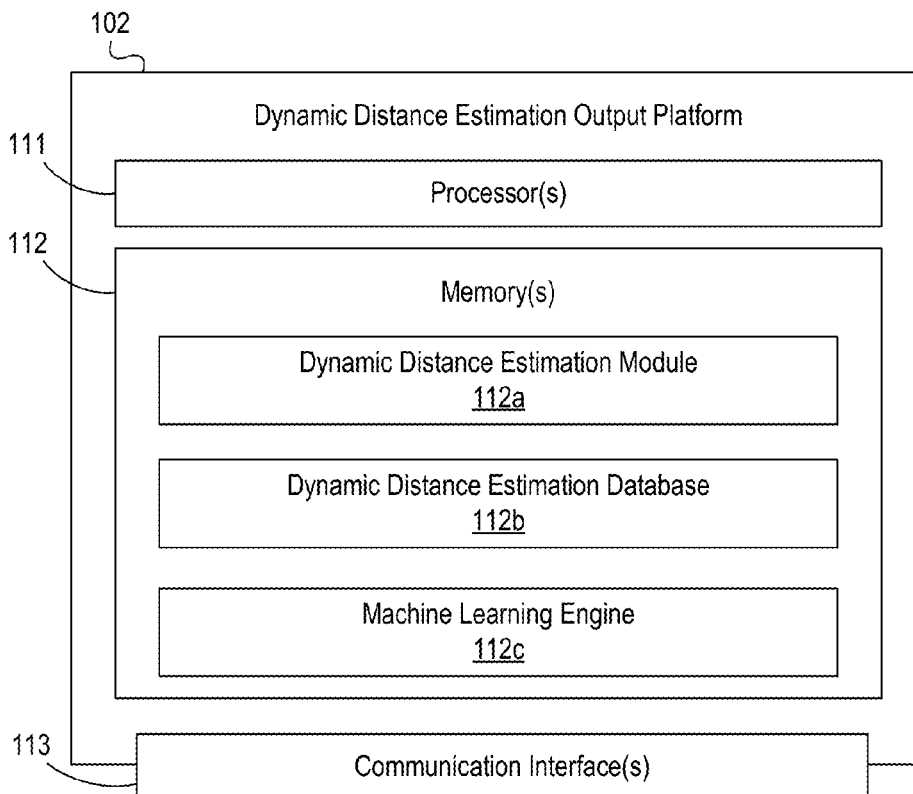 102
Dynamic Distance Estimation Output Platform
111
Processor(s)
112
Memory(s)
Dynamic Distance Estimation Module
112a
Dynamic Distance Estimation Database
112b
Machine Learning Engine
112c
113
Communication Interface(s)